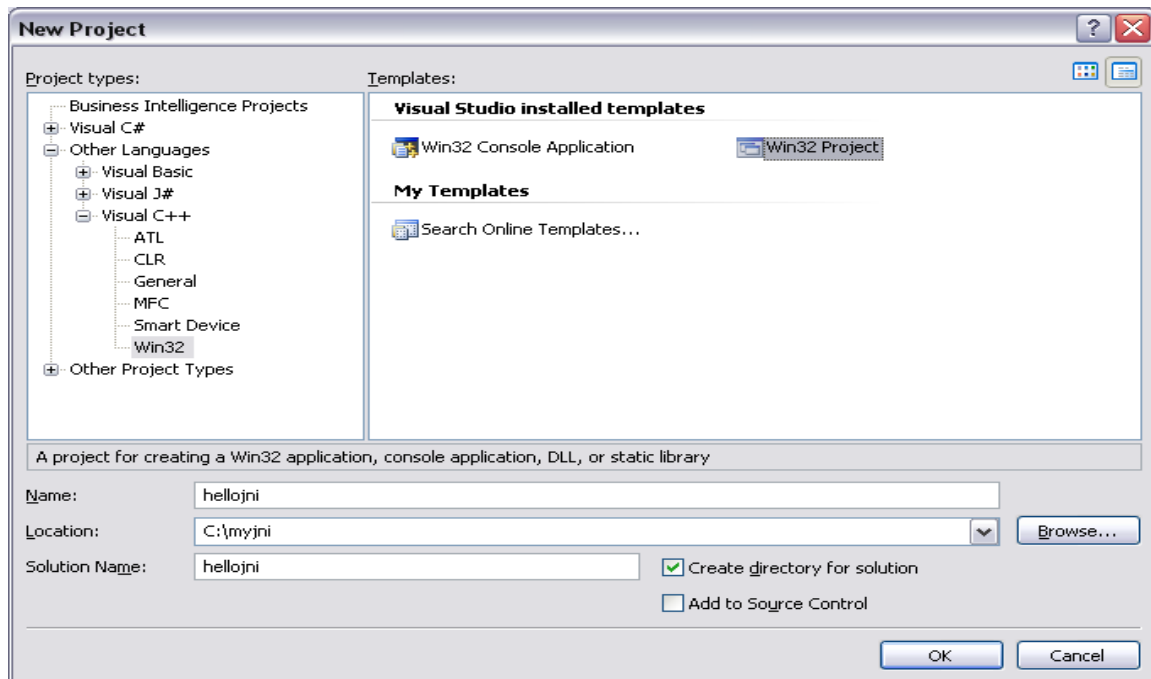 New Project
Project types:
Templates:
Business Intelligence Projects
Visual C#
Other Languages
Visual Basic
Visual J#
Visual C++
ATL
CLR
General
MFC
Smart Device
Win32
Other Project Types
Visual Studio installed templates
Win32 Console Application
Win32 Project
My Templates
Search Online Templates...
A project for creating a Win32 application, console application, DLL, or static library
Name: hellojni
Location: C:\myjni Browse...
Solution Name: hellojni Create directory for solution
Add to Source Control
OK Cancel